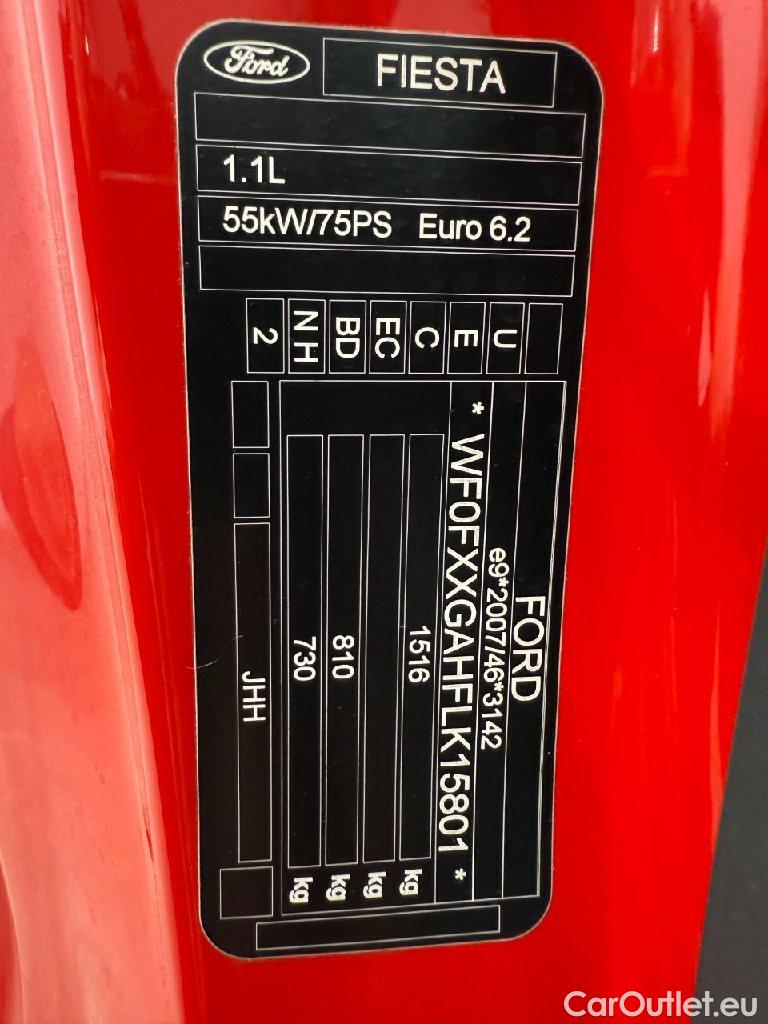 Ford
FIESTA
1.1L
55kW/75PS Euro 6.2
U
E
C
EC
BD
N H
2
FORD
e9*2007/46*3142
* WF0FXXGAHFLK15801 *
1516 kg
kg
810 kg
730 kg
JHH
CarOutlet.eu